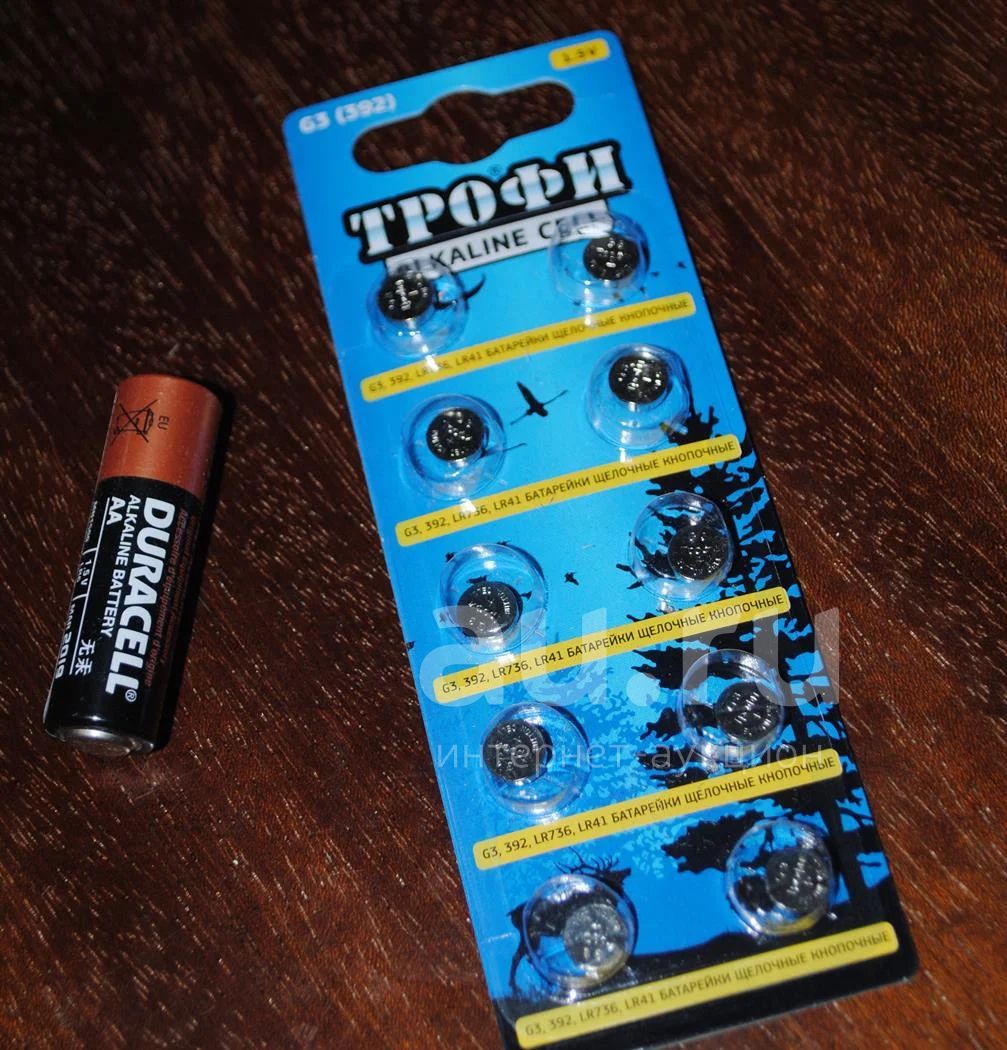 G3 (392)
1.5V
ТРОФИ®
ALKALINE CELL
G3, 392, LR736, LR41 БАТАРЕЙКИ ЩЕЛОЧНЫЕ КНОПОЧНЫЕ
G3, 392, LR736, LR41 БАТАРЕЙКИ ЩЕЛОЧНЫЕ КНОПОЧНЫЕ
G3, 392, LR736, LR41 БАТАРЕЙКИ ЩЕЛОЧНЫЕ КНОПОЧНЫЕ
G3, 392, LR736, LR41 БАТАРЕЙКИ ЩЕЛОЧНЫЕ КНОПОЧНЫЕ
G3, 392, LR736, LR41 БАТАРЕЙКИ ЩЕЛОЧНЫЕ КНОПОЧНЫЕ
EU
DURACELL®
ALKALINE BATTERY
AA
1.5V
au.ru
интернет-аукцион